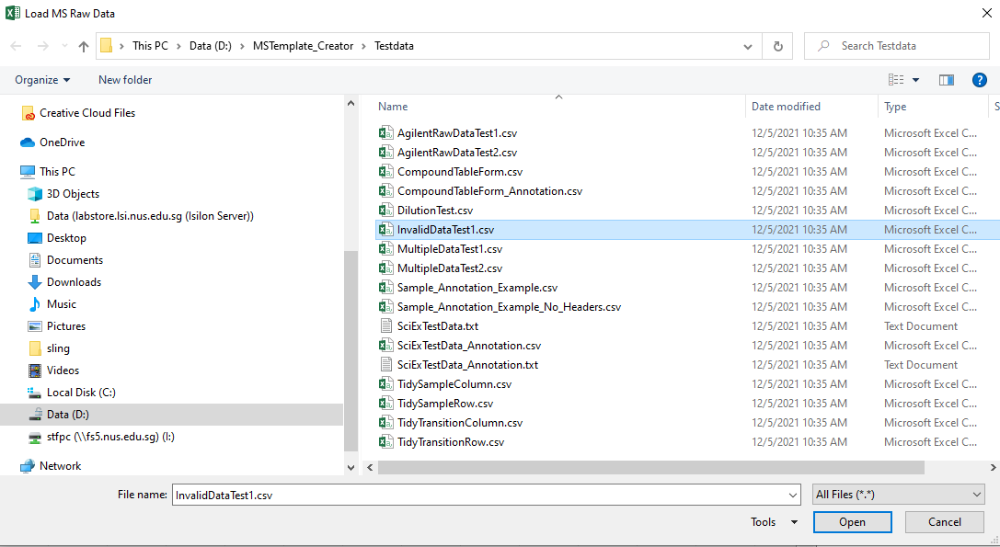 Load MS Raw Data
This PC > Data (D:) > MSTemplate_Creator > Testdata
Search Testdata
Organize
New folder
Creative Cloud Files
OneDrive
This PC
3D Objects
Data (labstore.lsi.nus.edu.sg (Isilon Server))
Desktop
Documents
Downloads
Music
Pictures
sling
Videos
Local Disk (C:)
Data (D:)
stfpc (\\fs5.nus.edu.sg) (I:)
Network
Name Date modified Type S
AgilentRawDataTest1.csv 12/5/2021 10:35 AM Microsoft Excel C...
AgilentRawDataTest2.csv 12/5/2021 10:35 AM Microsoft Excel C...
CompoundTableForm.csv 12/5/2021 10:35 AM Microsoft Excel C...
CompoundTableForm_Annotation.csv 12/5/2021 10:35 AM Microsoft Excel C...
DilutionTest.csv 12/5/2021 10:35 AM Microsoft Excel C...
InvalidDataTest1.csv 12/5/2021 10:35 AM Microsoft Excel C...
MultipleDataTest1.csv 12/5/2021 10:35 AM Microsoft Excel C...
MultipleDataTest2.csv 12/5/2021 10:35 AM Microsoft Excel C...
Sample_Annotation_Example.csv 12/5/2021 10:35 AM Microsoft Excel C...
Sample_Annotation_Example_No_Headers.csv 12/5/2021 10:35 AM Microsoft Excel C...
SciExTestData.txt 12/5/2021 10:35 AM Text Document
SciExTestData_Annotation.csv 12/5/2021 10:35 AM Microsoft Excel C...
SciExTestData_Annotation.txt 12/5/2021 10:35 AM Text Document
TidySampleColumn.csv 12/5/2021 10:35 AM Microsoft Excel C...
TidySampleRow.csv 12/5/2021 10:35 AM Microsoft Excel C...
TidyTransitionColumn.csv 12/5/2021 10:35 AM Microsoft Excel C...
TidyTransitionRow.csv 12/5/2021 10:35 AM Microsoft Excel C...
File name: InvalidDataTest1.csv
All Files (*.*)
Tools
Open
Cancel